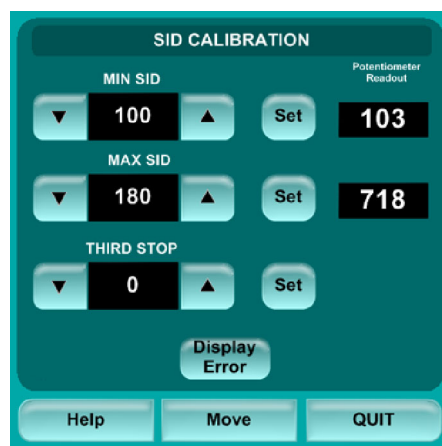 SID CALIBRATION
Potentiometer
Readout
MIN SID
100
Set
103
MAX SID
180
Set
718
THIRD STOP
0
Set
Display
Error
Help
Move
QUIT